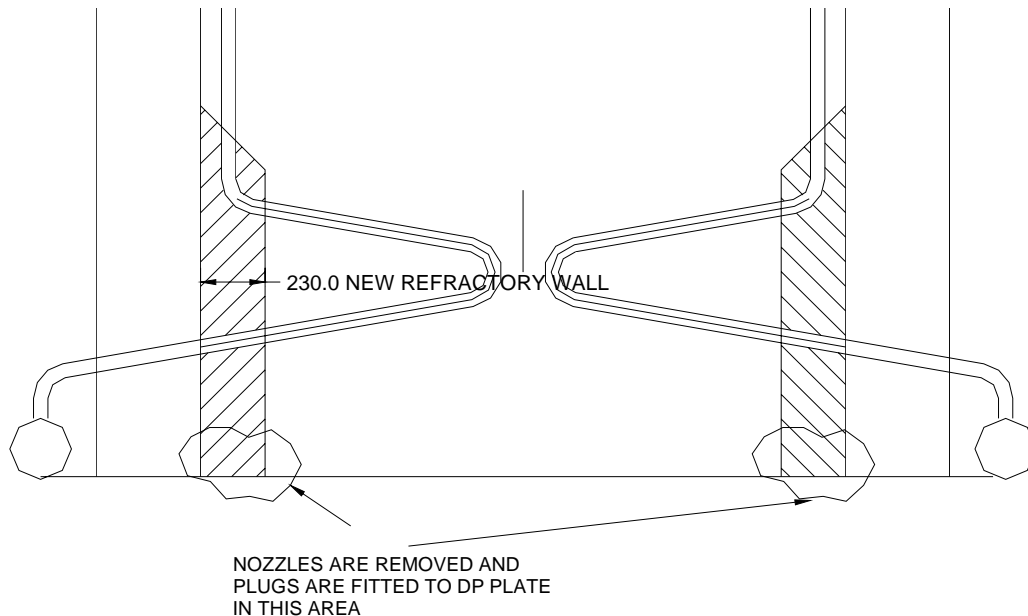 230.0 NEW REFRACTORY WALL
NOZZLES ARE REMOVED AND
PLUGS ARE FITTED TO DP PLATE
IN THIS AREA